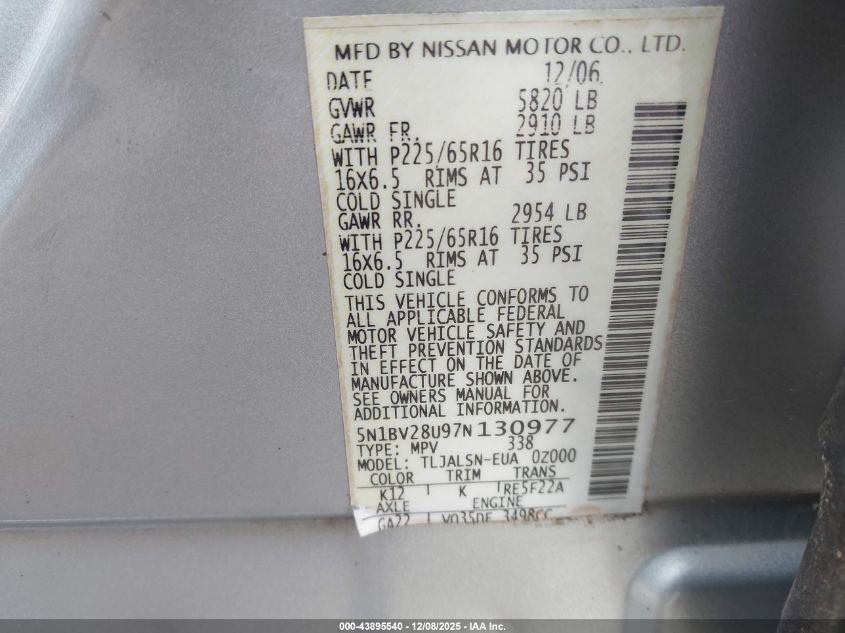 MFD BY NISSAN MOTOR CO., LTD.
DATE 12/06
GVWR 5820 LB
GAWR FR. 2910 LB
WITH P225/65R16 TIRES
16X6.5 RIMS AT 35 PSI
COLD SINGLE
GAWR RR. 2954 LB
WITH P225/65R16 TIRES
16X6.5 RIMS AT 35 PSI
COLD SINGLE
THIS VEHICLE CONFORMS TO
ALL APPLICABLE FEDERAL
MOTOR VEHICLE SAFETY AND
THEFT PREVENTION STANDARDS
IN EFFECT ON THE DATE OF
MANUFACTURE SHOWN ABOVE.
SEE OWNERS MANUAL FOR
ADDITIONAL INFORMATION.
5N1BV28U97N130977
TYPE: MPV 338
MODEL: TLJALSN-EUA 0Z000
COLOR TRIM TRANS
K12 K RE5F22A
AXLE ENGINE
GA22 VQ35DE 3498CC
000-43895540 - 12/08/2025 - IAA Inc.